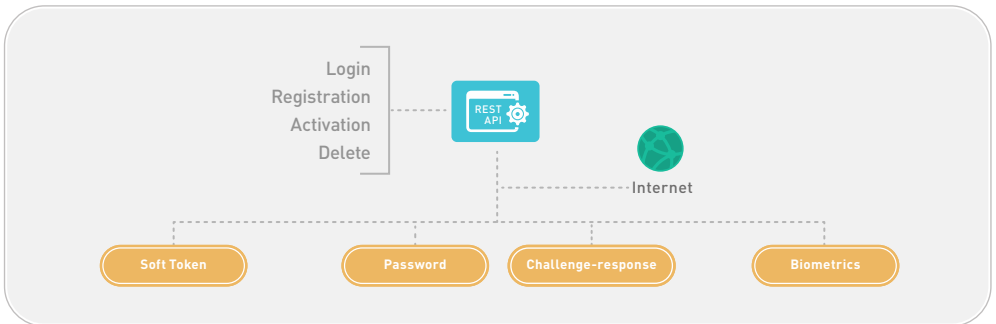 Login
Registration
Activation
Delete
REST
API
Internet
Soft Token
Password
Challenge-response
Biometrics